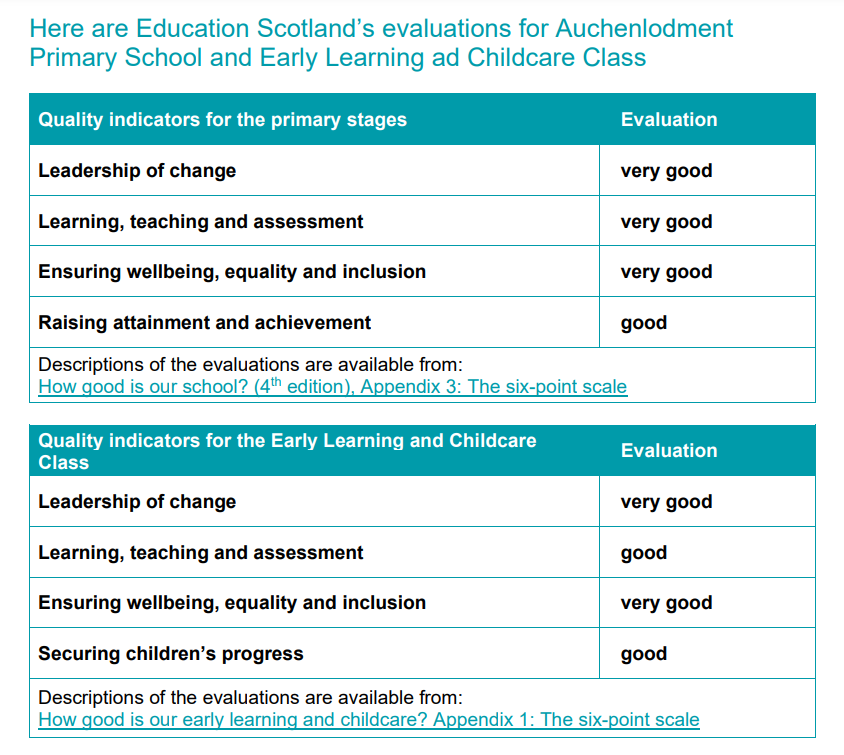 Here are Education Scotland’s evaluations for Auchenlodment
Primary School and Early Learning ad Childcare Class
Quality indicators for the primary stages Evaluation
Leadership of change very good
Learning, teaching and assessment very good
Ensuring wellbeing, equality and inclusion very good
Raising attainment and achievement good
Descriptions of the evaluations are available from:
How good is our school? (4th edition), Appendix 3: The six-point scale
Quality indicators for the Early Learning and Childcare
Class Evaluation
Leadership of change very good
Learning, teaching and assessment good
Ensuring wellbeing, equality and inclusion very good
Securing children’s progress good
Descriptions of the evaluations are available from:
How good is our early learning and childcare? Appendix 1: The six-point scale